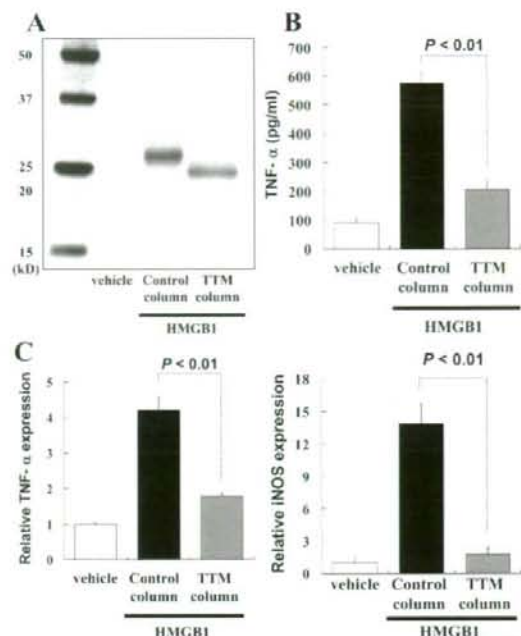 A
50
37
25
20
15
(kD)
vehicle Control column TTM column
HMGB1
B
TNF- α (pg/ml)
700
600
500
400
300
200
100
0
P < 0.01
vehicle Control column TTM column
HMGB1
C
Relative TNF- α expression
5
4
3
2
1
0
P < 0.01
vehicle Control column TTM column
HMGB1
Relative iNOS expression
18
15
12
9
6
3
0
P < 0.01
vehicle Control column TTM column
HMGB1